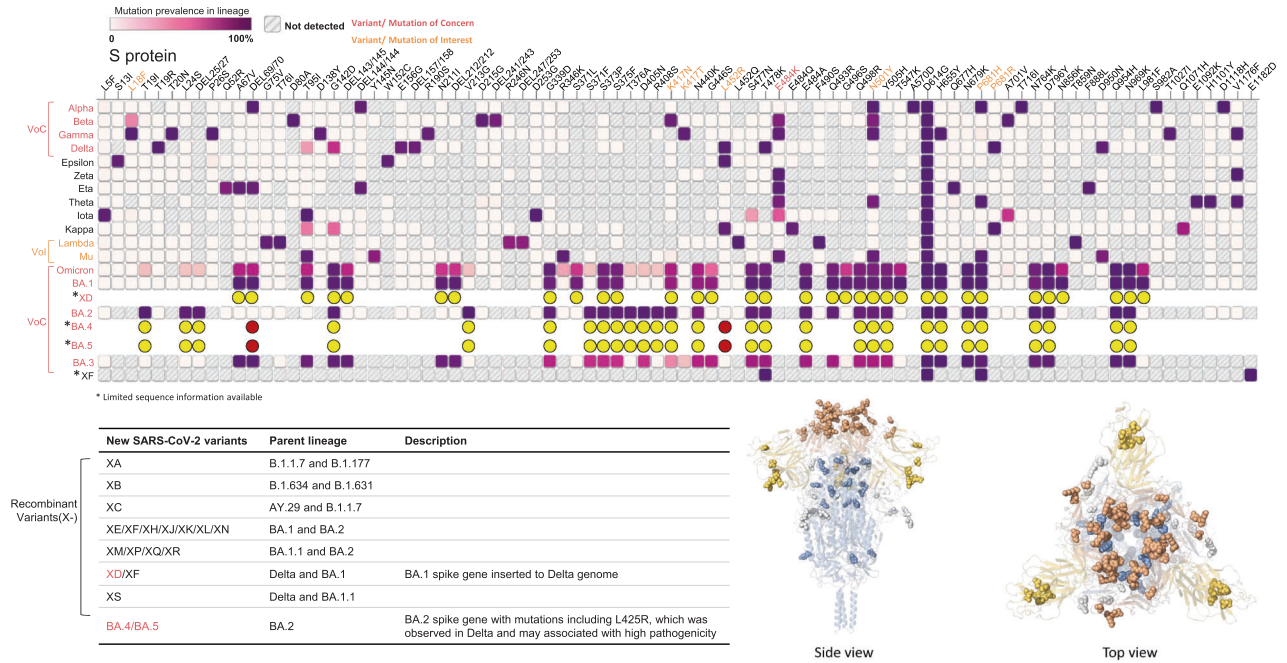 Mutation prevalence in lineage
0
100%
Not detected
Variant/ Mutation of Concern
Variant/ Mutation of Interest
S protein
L5F
S13I
L18F
T19I
T19R
T20N
L24S
DEL25/27
P26S
Q52R
A67V
DEL69/70
G75V
T76I
D80A
T95I
D138Y
G142D
DEL143/145
DEL144/144
Y145N
W152C
E156G
DEL157/158
R190S
N211I
DEL212/212
V213G
D215G
DEL241/243
R246N
DEL247/253
D253G
G339D
R346K
S371L
S371F
S373P
S375F
T376A
D405N
R408S
K417N
K417T
N440K
G446S
L452R
L452Q
S477N
T478K
E484K
E484Q
E484A
F490S
Q493R
G496S
Q498R
N501Y
Y505H
T547K
A570D
D614G
H655Y
Q677H
N679K
P681H
P681R
A701V
T716I
N764K
D796Y
N856K
T859N
F888L
D950N
Q954H
N969K
L981F
S982A
T1027I
Q1071H
E1092K
H1101Y
D1118H
V1176F
E1182D
VoC
Alpha
Beta
Gamma
Delta
Epsilon
Zeta
Eta
Theta
Iota
Kappa
VoI
Lambda
Mu
VoC
Omicron
BA.1
*XD
BA.2
*BA.4
*BA.5
BA.3
*XF
* Limited sequence information available
New SARS-CoV-2 variants Parent lineage Description
Recombinant
Variants(X-)
XA B.1.1.7 and B.1.177
XB B.1.634 and B.1.631
XC AY.29 and B.1.1.7
XE/XF/XH/XJ/XK/XL/XN BA.1 and BA.2
XM/XP/XQ/XR BA.1.1 and BA.2
XD/XF Delta and BA.1 BA.1 spike gene inserted to Delta genome
XS Delta and BA.1.1
BA.4/BA.5 BA.2 BA.2 spike gene with mutations including L425R, which was
observed in Delta and may associated with high pathogenicity
Side view
Top view